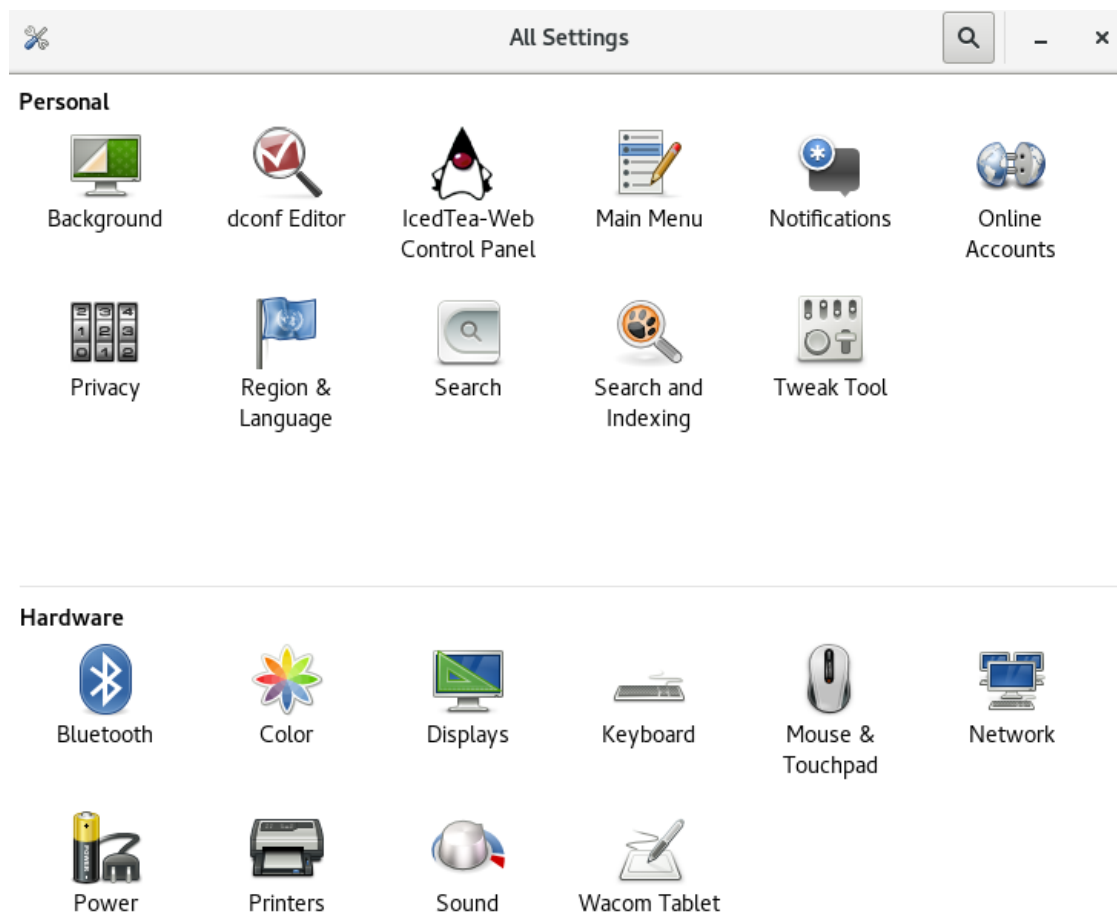 All Settings
Personal
Background
dconf Editor
IcedTea-Web
Control Panel
Main Menu
Notifications
Online
Accounts
Privacy
Region &
Language
Search
Search and
Indexing
Tweak Tool
Hardware
Bluetooth
Color
Displays
Keyboard
Mouse &
Touchpad
Network
Power
Printers
Sound
Wacom Tablet